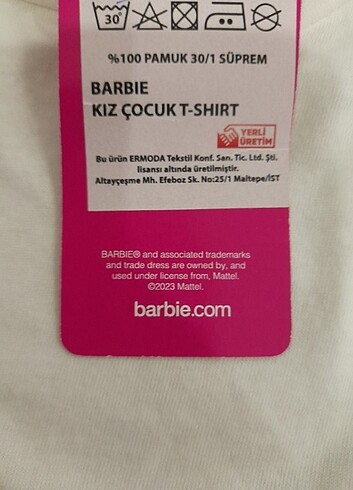 30°
%100 PAMUK 30/1 SÜPREM
BARBIE
KIZ ÇOCUK T-SHIRT
YERLİ
ÜRETİM
Bu ürün ERMODA Tekstil Konf. San. Tic. Ltd. Şti.
lisansı altında üretilmiştir.
Altayçeşme Mh. Efeboz Sk. No:25/1 Maltepe/İST
BARBIE® and associated trademarks
and trade dress are owned by, and
used under license from, Mattel.
©2023 Mattel.
barbie.com